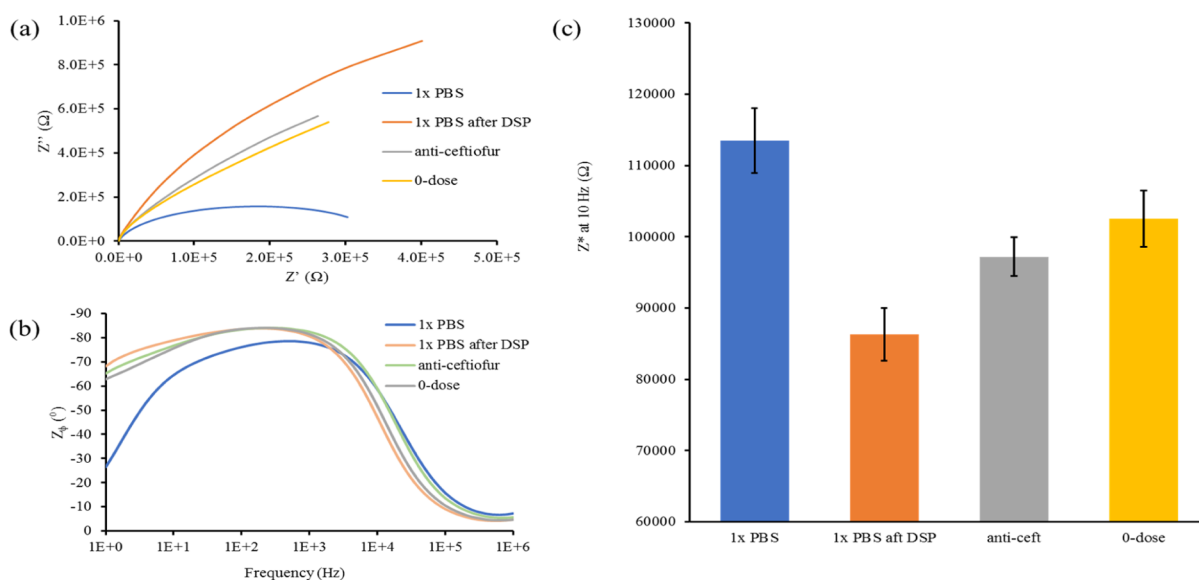 (a)
1.0E+6
8.0E+5
6.0E+5
4.0E+5
2.0E+5
0.0E+0
Z'' (Ω)
0.0E+0 1.0E+5 2.0E+5 3.0E+5 4.0E+5 5.0E+5
Z' (Ω)
1x PBS
1x PBS after DSP
anti-ceftiofur
0-dose
(b)
-90
-80
-70
-60
-50
-40
-30
-20
-10
0
Zϕ (⁰)
1E+0 1E+1 1E+2 1E+3 1E+4 1E+5 1E+6
Frequency (Hz)
1x PBS
1x PBS after DSP
anti-ceftiofur
0-dose
(c)
130000
120000
110000
100000
90000
80000
70000
60000
Z* at 10 Hz (Ω)
1x PBS 1x PBS aft DSP anti-ceft 0-dose